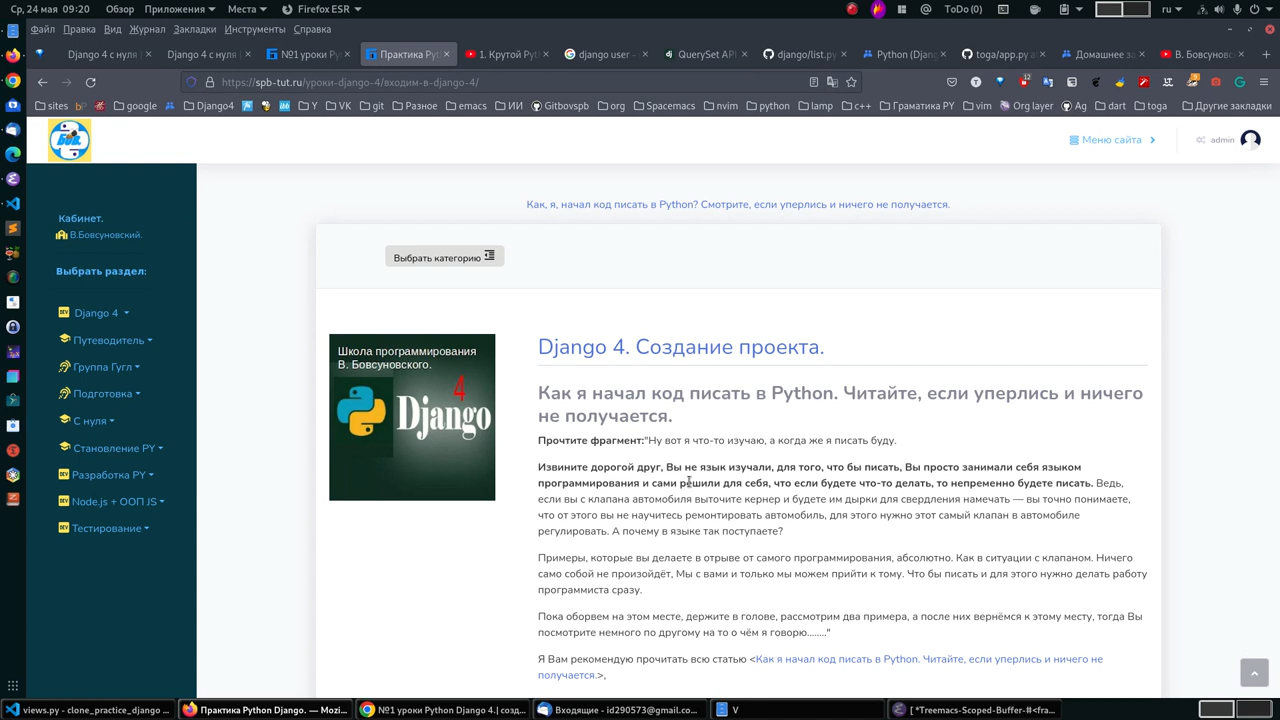 Ср, 24 мая 09:20 Приложения Места Firefox ESR ToDo(0) ru
Файл Правка Вид Журнал Закладки Инструменты Справка
Django 4 с нуля Django 4 с нуля №1 уроки Django Практика Pyt 1. Крутой Pyth django user - QuerySet API django/list.py Python (Djang toga/app.py at Домашнее за В. Бовсуновс
https://spb-tut.ru/уроки-django-4/входим-в-django-4/
12
sites bP google Django4 Y VK git Разное emacs ИИ Gitbovspb org Spacemacs nvim python lamp c++ Граматика PY vim Org layer Ag dart toga Другие закладки
Меню сайта admin
Как, я, начал код писать в Python? Смотрите, если уперлись и ничего не получается.
Кабинет.
В.Бовсуновский.
Выбрать раздел:
Django 4
Путеводитель
Группа Гугл
Подготовка
С нуля
Становление PY
Разработка PY
Node.js + ООП JS
Тестирование
Выбрать категорию
Школа программирования
В. Бовсуновского.
4
Django
Django 4. Создание проекта.
Как я начал код писать в Python. Читайте, если уперлись и ничего
не получается.
Прочтите фрагмент:"Ну вот я что-то изучаю, а когда же я писать буду.
Извините дорогой друг, Вы не язык изучали, для того, что бы писать, Вы просто занимали себя языком
программирования и сами решили для себя, что если будете что-то делать, то непременно будете писать. Ведь,
если вы с клапана автомобиля выточите кернер и будете им дырки для свердления намечать — вы точно понимаете,
что от этого вы не научитесь ремонтировать автомобиль, для этого нужно этот самый клапан в автомобиле
регулировать. А почему в языке так поступаете?
Примеры, которые вы делаете в отрыве от самого программирования, абсолютно. Как в ситуации с клапаном. Ничего
само собой не произойдёт, Мы с вами и только мы можем прийти к тому. Что бы писать и для этого нужно делать работу
программиста сразу.
Пока оборвем на этом месте, держите в голове, рассмотрим два примера, а после них вернёмся к этому месту, тогда Вы
посмотрите немного по другому на то о чём я говорю......."
Я Вам рекомендую прочитать всю статью <Как я начал код писать в Python. Читайте, если уперлись и ничего не
получается.>,
views.py - clone_practice_django ... Практика Python Django. — Mozi... №1 уроки Python Django 4.| созд... Входящие - id290573@gmail.co... V [ *Treemacs-Scoped-Buffer-#<fra...